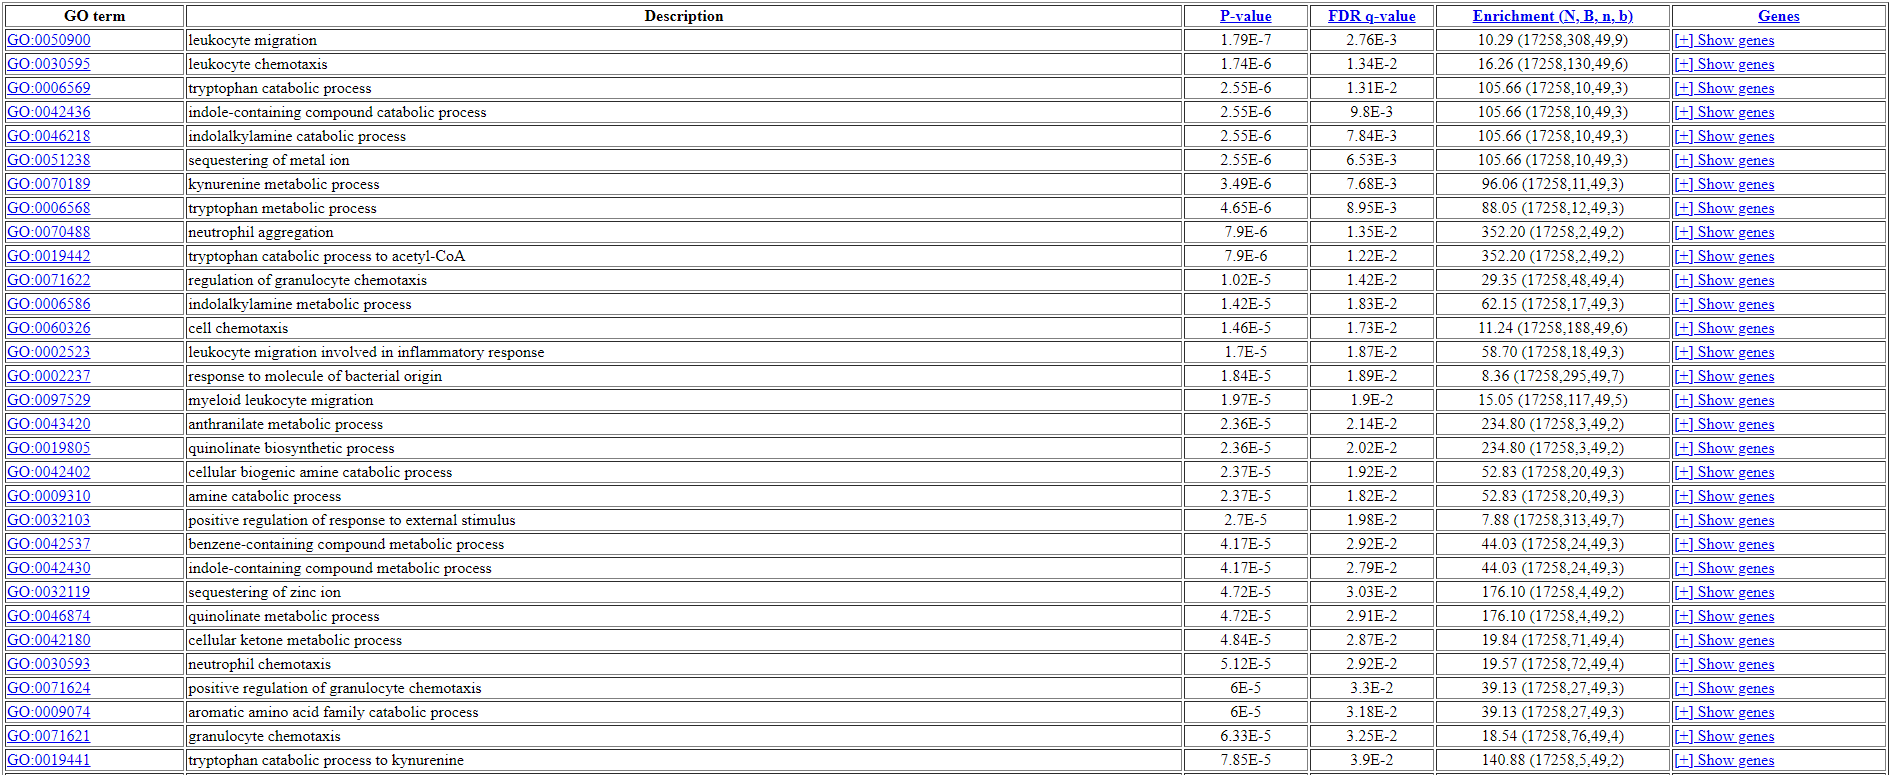 GO term Description P-value FDR q-value Enrichment (N, B, n, b) Genes
GO:0050900 leukocyte migration 1.79E-7 2.76E-3 10.29 (17258,308,49,9) [+] Show genes
GO:0030595 leukocyte chemotaxis 1.74E-6 1.34E-2 16.26 (17258,130,49,6) [+] Show genes
GO:0006569 tryptophan catabolic process 2.55E-6 1.31E-2 105.66 (17258,10,49,3) [+] Show genes
GO:0042436 indole-containing compound catabolic process 2.55E-6 9.8E-3 105.66 (17258,10,49,3) [+] Show genes
GO:0046218 indolalkylamine catabolic process 2.55E-6 7.84E-3 105.66 (17258,10,49,3) [+] Show genes
GO:0051238 sequestering of metal ion 2.55E-6 6.53E-3 105.66 (17258,10,49,3) [+] Show genes
GO:0070189 kynurenine metabolic process 3.49E-6 7.68E-3 96.06 (17258,11,49,3) [+] Show genes
GO:0006568 tryptophan metabolic process 4.65E-6 8.95E-3 88.05 (17258,12,49,3) [+] Show genes
GO:0070488 neutrophil aggregation 7.9E-6 1.35E-2 352.20 (17258,2,49,2) [+] Show genes
GO:0019442 tryptophan catabolic process to acetyl-CoA 7.9E-6 1.22E-2 352.20 (17258,2,49,2) [+] Show genes
GO:0071622 regulation of granulocyte chemotaxis 1.02E-5 1.42E-2 29.35 (17258,48,49,4) [+] Show genes
GO:0006586 indolalkylamine metabolic process 1.42E-5 1.83E-2 62.15 (17258,17,49,3) [+] Show genes
GO:0060326 cell chemotaxis 1.46E-5 1.73E-2 11.24 (17258,188,49,6) [+] Show genes
GO:0002523 leukocyte migration involved in inflammatory response 1.7E-5 1.87E-2 58.70 (17258,18,49,3) [+] Show genes
GO:0002237 response to molecule of bacterial origin 1.84E-5 1.89E-2 8.36 (17258,295,49,7) [+] Show genes
GO:0097529 myeloid leukocyte migration 1.97E-5 1.9E-2 15.05 (17258,117,49,5) [+] Show genes
GO:0043420 anthranilate metabolic process 2.36E-5 2.14E-2 234.80 (17258,3,49,2) [+] Show genes
GO:0019805 quinolinate biosynthetic process 2.36E-5 2.02E-2 234.80 (17258,3,49,2) [+] Show genes
GO:0042402 cellular biogenic amine catabolic process 2.37E-5 1.92E-2 52.83 (17258,20,49,3) [+] Show genes
GO:0009310 amine catabolic process 2.37E-5 1.82E-2 52.83 (17258,20,49,3) [+] Show genes
GO:0032103 positive regulation of response to external stimulus 2.7E-5 1.98E-2 7.88 (17258,313,49,7) [+] Show genes
GO:0042537 benzene-containing compound metabolic process 4.17E-5 2.92E-2 44.03 (17258,24,49,3) [+] Show genes
GO:0042430 indole-containing compound metabolic process 4.17E-5 2.79E-2 44.03 (17258,24,49,3) [+] Show genes
GO:0032119 sequestering of zinc ion 4.72E-5 3.03E-2 176.10 (17258,4,49,2) [+] Show genes
GO:0046874 quinolinate metabolic process 4.72E-5 2.91E-2 176.10 (17258,4,49,2) [+] Show genes
GO:0042180 cellular ketone metabolic process 4.84E-5 2.87E-2 19.84 (17258,71,49,4) [+] Show genes
GO:0030593 neutrophil chemotaxis 5.12E-5 2.92E-2 19.57 (17258,72,49,4) [+] Show genes
GO:0071624 positive regulation of granulocyte chemotaxis 6E-5 3.3E-2 39.13 (17258,27,49,3) [+] Show genes
GO:0009074 aromatic amino acid family catabolic process 6E-5 3.18E-2 39.13 (17258,27,49,3) [+] Show genes
GO:0071621 granulocyte chemotaxis 6.33E-5 3.25E-2 18.54 (17258,76,49,4) [+] Show genes
GO:0019441 tryptophan catabolic process to kynurenine 7.85E-5 3.9E-2 140.88 (17258,5,49,2) [+] Show genes